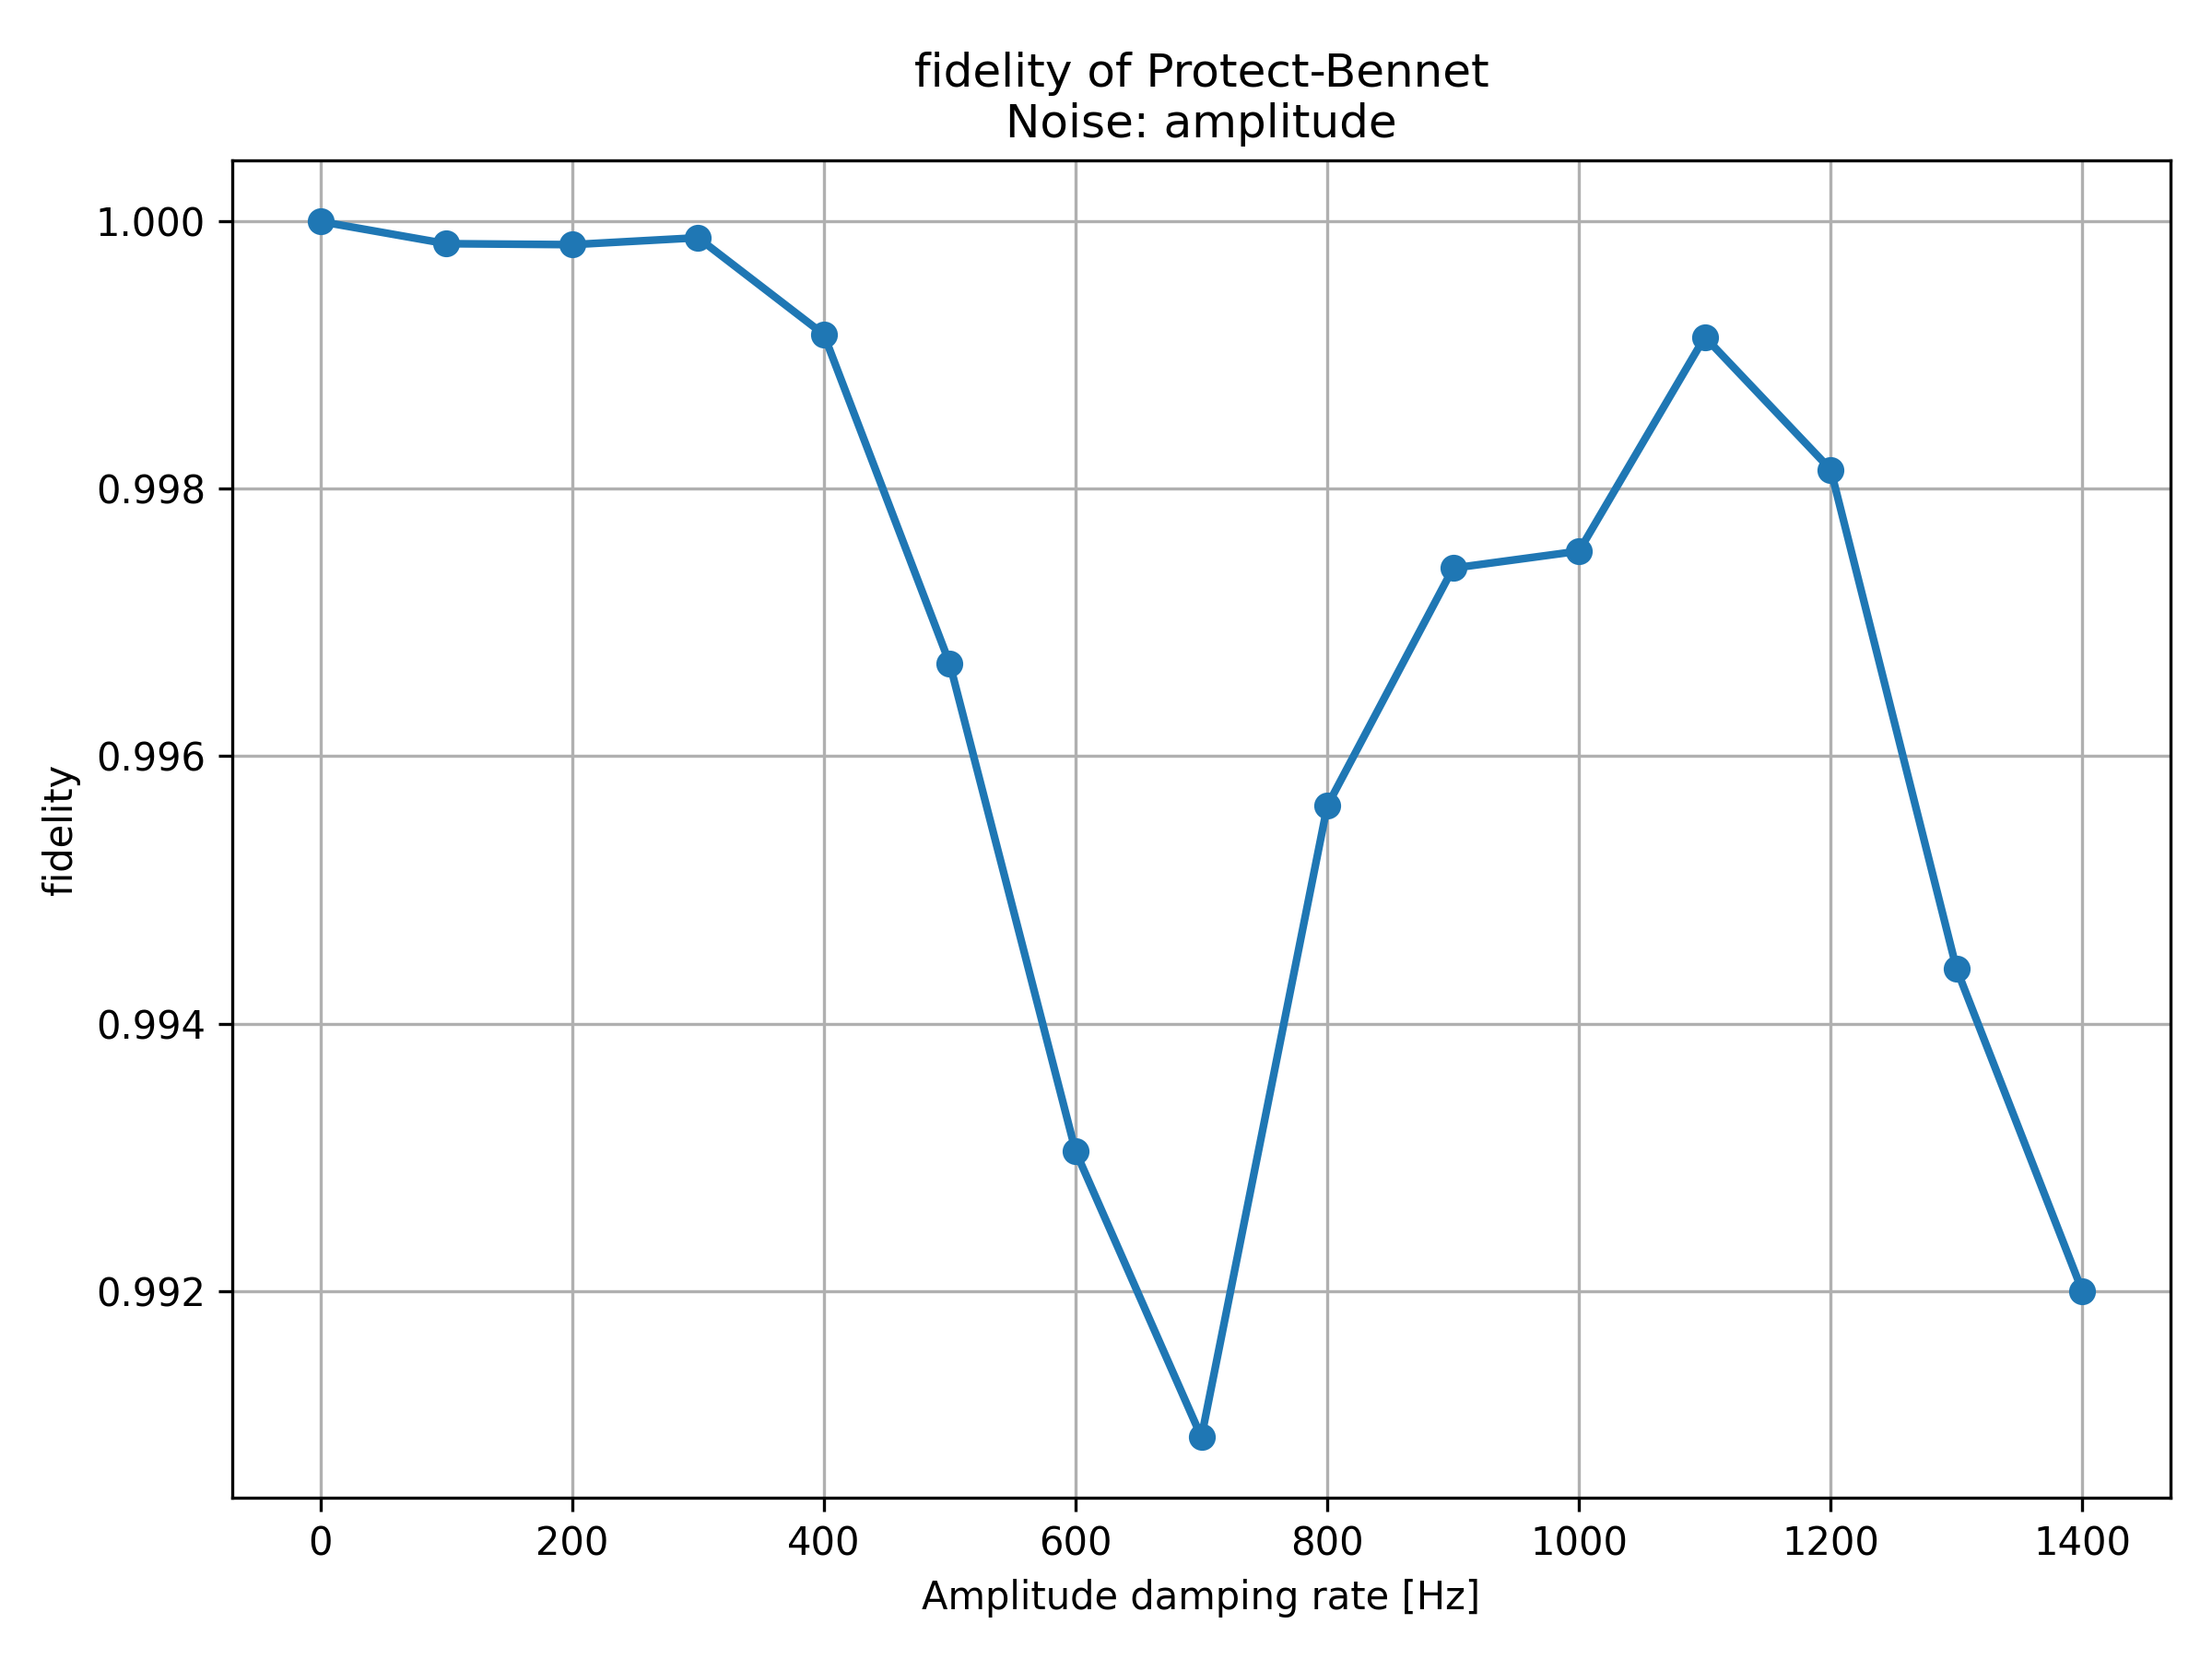 fidelity of Protect-Bennet
Noise: amplitude
1.000
0.998
0.996
0.994
0.992
fidelity
0 200 400 600 800 1000 1200 1400
Amplitude damping rate [Hz]